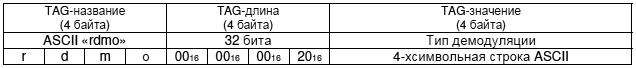 TAG-название (4 байта) TAG-длина (4 байта) TAG-значение (4 байта)
ASCII «rdmo» 32 бита Тип демодуляции
r d m o 00₁₆ 00₁₆ 00₁₆ 20₁₆ 4-хсимвольная строка ASCII